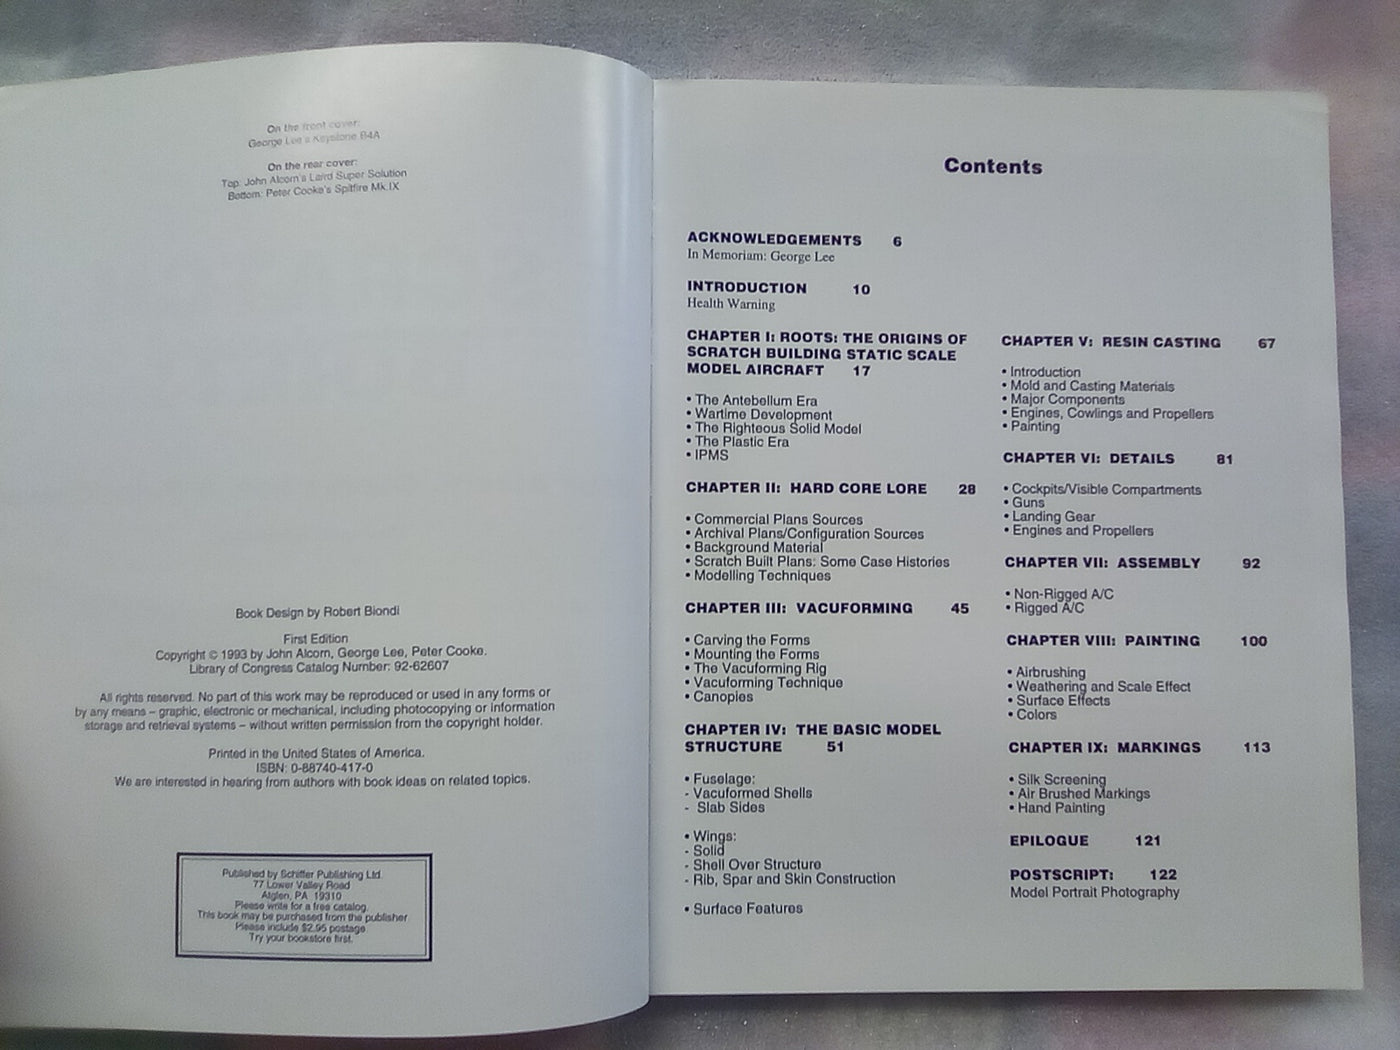 On the front cover:
George Lee's Keystone B4A
On the rear cover:
Top: John Alcorn's Laird Super Solution
Bottom: Peter Cooke's Spitfire Mk.IX
Book Design by Robert Biondi
First Edition
Copyright © 1993 by John Alcorn, George Lee, Peter Cooke.
Library of Congress Catalog Number: 92-62607
All rights reserved. No part of this work may be reproduced or used in any forms or
by any means – graphic, electronic or mechanical, including photocopying or information
storage and retrieval systems – without written permission from the copyright holder.
Printed in the United States of America.
ISBN: 0-88740-417-0
We are interested in hearing from authors with book ideas on related topics.
Published by Schiffer Publishing Ltd.
77 Lower Valley Road
Atglen, PA 19310
Please write for a free catalog.
This book may be purchased from the publisher.
Please include $2.95 postage.
Try your bookstore first.
Contents
ACKNOWLEDGEMENTS 6
In Memoriam: George Lee
INTRODUCTION 10
Health Warning
CHAPTER I: ROOTS: THE ORIGINS OF
SCRATCH BUILDING STATIC SCALE
MODEL AIRCRAFT 17
• The Antebellum Era
• Wartime Development
• The Righteous Solid Model
• The Plastic Era
• IPMS
CHAPTER II: HARD CORE LORE 28
• Commercial Plans Sources
• Archival Plans/Configuration Sources
• Background Material
• Scratch Built Plans: Some Case Histories
• Modelling Techniques
CHAPTER III: VACUFORMING 45
• Carving the Forms
• Mounting the Forms
• The Vacuforming Rig
• Vacuforming Technique
• Canopies
CHAPTER IV: THE BASIC MODEL
STRUCTURE 51
• Fuselage:
- Vacuformed Shells
- Slab Sides
• Wings:
- Solid
- Shell Over Structure
- Rib, Spar and Skin Construction
• Surface Features
CHAPTER V: RESIN CASTING 67
• Introduction
• Mold and Casting Materials
• Major Components
• Engines, Cowlings and Propellers
• Painting
CHAPTER VI: DETAILS 81
• Cockpits/Visible Compartments
• Guns
• Landing Gear
• Engines and Propellers
CHAPTER VII: ASSEMBLY 92
• Non-Rigged A/C
• Rigged A/C
CHAPTER VIII: PAINTING 100
• Airbrushing
• Weathering and Scale Effect
• Surface Effects
• Colors
CHAPTER IX: MARKINGS 113
• Silk Screening
• Air Brushed Markings
• Hand Painting
EPILOGUE 121
POSTSCRIPT: 122
Model Portrait Photography